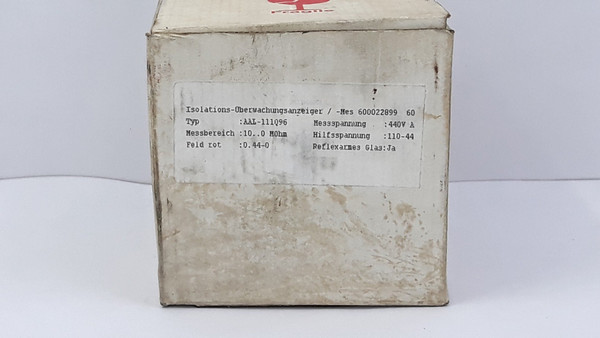 Fragile
Isolations-Überwachungsanzeiger / -Mes 600022899 60
Typ :AAL-111Q96 Messspannung :440V A
Messbereich :10..0 MOhm Hilfsspannung :110-44
Feld rot :0.44-0 Reflexarmes Glas:Ja